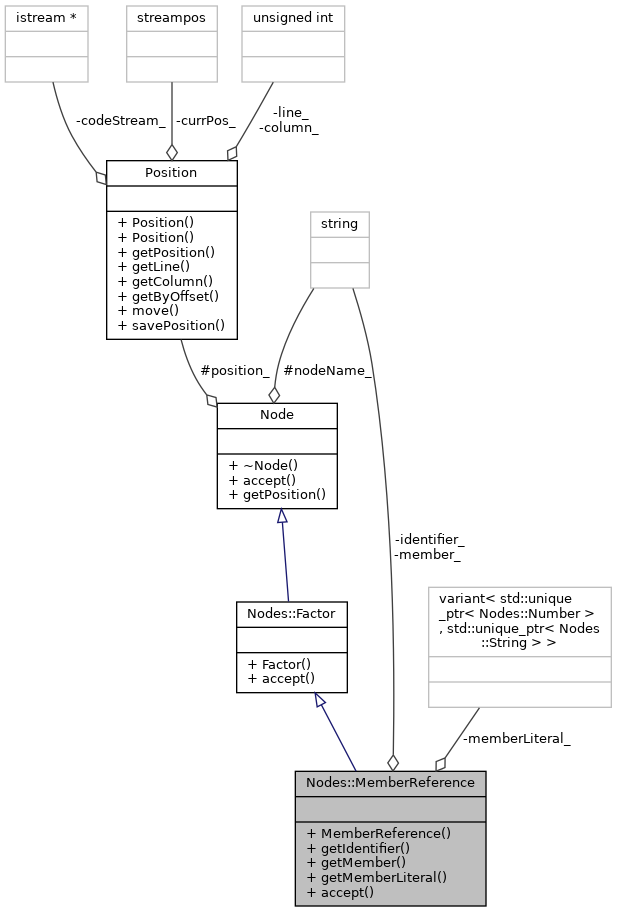 istream *
streampos
unsigned int
-codeStream_
-currPos_
-line_
-column_
Position
+ Position()
+ Position()
+ getPosition()
+ getLine()
+ getColumn()
+ getByOffset()
+ move()
+ savePosition()
string
#position_
#nodeName_
Node
+ ~Node()
+ accept()
+ getPosition()
-identifier_
-member_
Nodes::Factor
+ Factor()
+ accept()
variant< std::unique
_ptr< Nodes::Number >
, std::unique_ptr< Nodes
::String > >
-memberLiteral_
Nodes::MemberReference
+ MemberReference()
+ getIdentifier()
+ getMember()
+ getMemberLiteral()
+ accept()